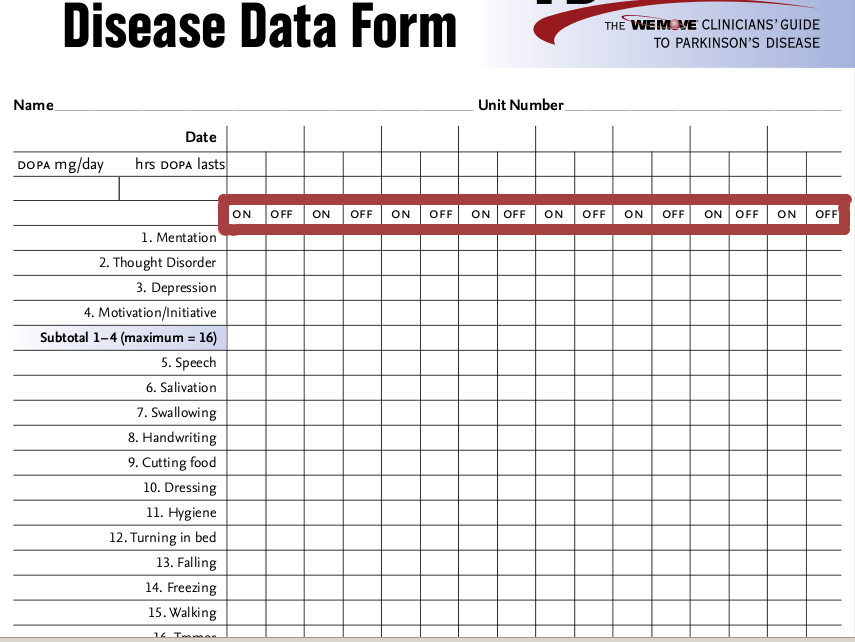 Disease Data Form
THE WE MOVE CLINICIANS' GUIDE
TO PARKINSON'S DISEASE
Name Unit Number
Date
DOPA mg/day hrs DOPA lasts
ON OFF ON OFF ON OFF ON OFF ON OFF ON OFF ON OFF ON OFF
1. Mentation
2. Thought Disorder
3. Depression
4. Motivation/Initiative
Subtotal 1–4 (maximum = 16)
5. Speech
6. Salivation
7. Swallowing
8. Handwriting
9. Cutting food
10. Dressing
11. Hygiene
12. Turning in bed
13. Falling
14. Freezing
15. Walking
16. Tremor